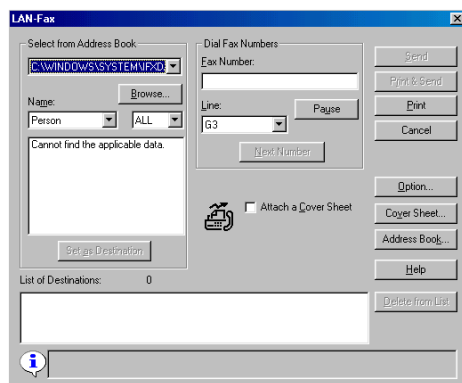 LAN-Fax
Select from Address Book
C:\WINDOWS\SYSTEM\IFXD
Browse...
Name:
Person
ALL
Cannot find the applicable data.
Set as Destination
Dial Fax Numbers
Fax Number:
Line:
G3
Pause
Next Number
Attach a Cover Sheet
Send
Print & Send
Print
Cancel
Option...
Cover Sheet...
Address Book...
Help
List of Destinations: 0
Delete from List